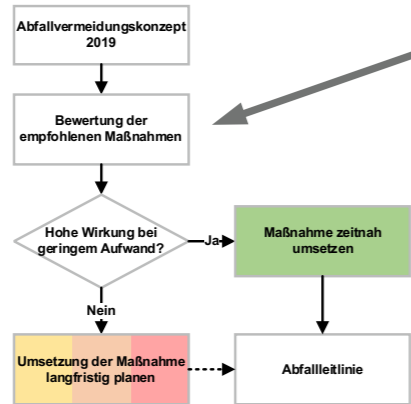 Abfallvermeidungskonzept
2019
Bewertung der
empfohlenen Maßnahmen
Hohe Wirkung bei
geringem Aufwand?
Ja
Maßnahme zeitnah
umsetzen
Nein
Umsetzung der Maßnahme
langfristig planen
Abfallleitlinie